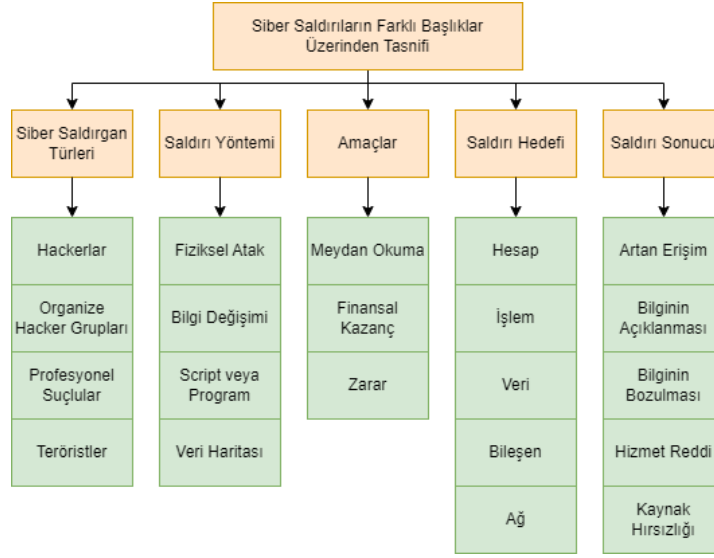 Siber Saldırıların Farklı Başlıklar
Üzerinden Tasnifi
Siber Saldırgan
Türleri
Saldırı Yöntemi
Amaçlar
Saldırı Hedefi
Saldırı Sonucu
Hackerlar
Organize
Hacker Grupları
Profesyonel
Suçlular
Teröristler
Fiziksel Atak
Bilgi Değişimi
Script veya
Program
Veri Haritası
Meydan Okuma
Finansal
Kazanç
Zarar
Hesap
İşlem
Veri
Bileşen
Ağ
Artan Erişim
Bilginin
Açıklanması
Bilginin
Bozulması
Hizmet Reddi
Kaynak
Hırsızlığı